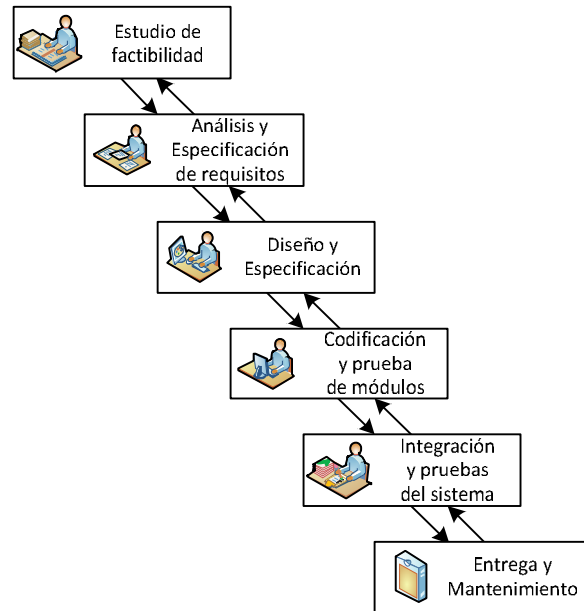 Estudio de
factibilidad
Análisis y
Especificación
de requisitos
Diseño y
Especificación
Codificación
y prueba
de módulos
Integración
y pruebas
del sistema
Entrega y
Mantenimiento